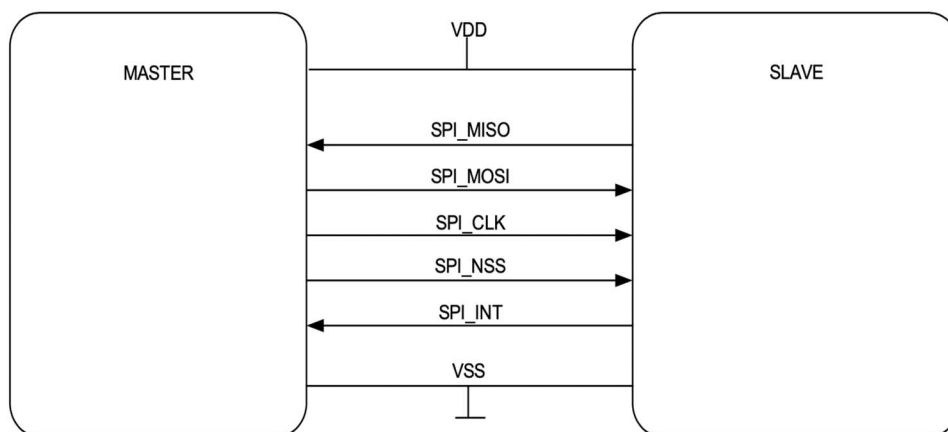 VDD
MASTER
SLAVE
SPI_MISO
SPI_MOSI
SPI_CLK
SPI_NSS
SPI_INT
VSS